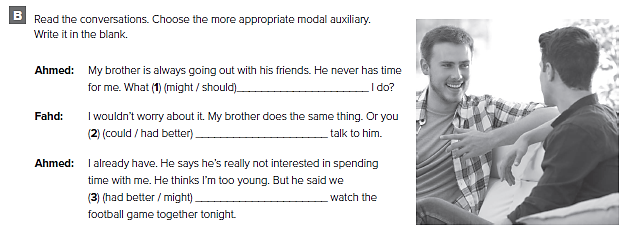 B Read the conversations. Choose the more appropriate modal auxiliary.
Write it in the blank.
Ahmed: My brother is always going out with his friends. He never has time
for me. What (1) (might / should)____________________ I do?
Fahd: I wouldn't worry about it. My brother does the same thing. Or you
(2) (could / had better) ____________________ talk to him.
Ahmed: I already have. He says he's really not interested in spending
time with me. He thinks I'm too young. But he said we
(3) (had better / might) ____________________ watch the
football game together tonight.